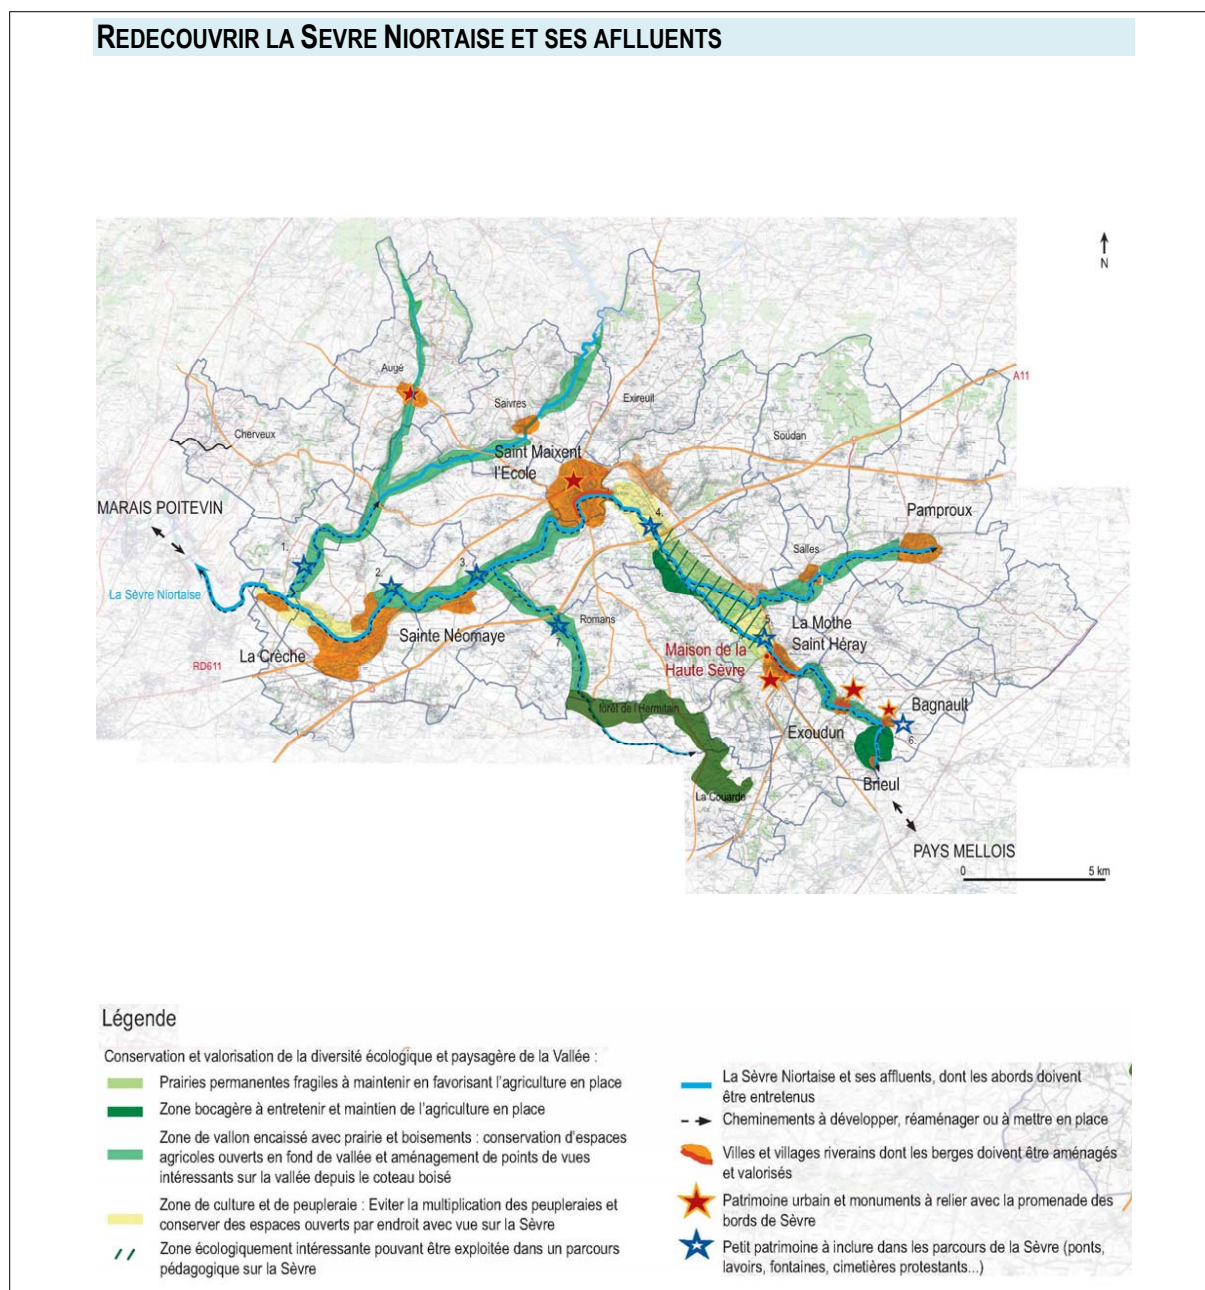 REDECOUVRIR LA SEVRE NIORTAISE ET SES AFLLUENTS
N
A11
Augé
Saivres
Exireuil
Cherveux
Soudan
Saint Maixent
l'Ecole
MARAIS POITEVIN
Pamproux
4.
1.
Salles
3.
2.
La Sèvre Niortaise
Romans
5.
La Mothe
Saint Héray
Sainte Néomaye
7.
Maison de la
Haute Sèvre
La Crèche
RD611
forêt de l'Hermitain
Bagnault
Exoudun
6.
Brieul
La Couarde
PAYS MELLOIS
0 5 km
Légende
Conservation et valorisation de la diversité écologique et paysagère de la Vallée :
Prairies permanentes fragiles à maintenir en favorisant l'agriculture en place
Zone bocagère à entretenir et maintien de l'agriculture en place
Zone de vallon encaissé avec prairie et boisements : conservation d'espaces
agricoles ouverts en fond de vallée et aménagement de points de vues
intéressants sur la vallée depuis le coteau boisé
Zone de culture et de peupleraie : Eviter la multiplication des peupleraies et
conserver des espaces ouverts par endroit avec vue sur la Sèvre
Zone écologiquement intéressante pouvant être exploitée dans un parcours
pédagogique sur la Sèvre
La Sèvre Niortaise et ses affluents, dont les abords doivent
être entretenus
Cheminements à développer, réaménager ou à mettre en place
Villes et villages riverains dont les berges doivent être aménagés
et valorisés
Patrimoine urbain et monuments à relier avec la promenade des
bords de Sèvre
Petit patrimoine à inclure dans les parcours de la Sèvre (ponts,
lavoirs, fontaines, cimetières protestants...)